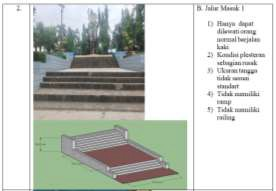 2.
B. Jalur Masuk 1
1) Hanya dapat
dilewati orang
normal berjalan
kaki
2) Kondisi plesteran
sebagian rusak
3) Ukuran tangga
tidak sesuai
standart
4) Tidak memiliki
ramp
5) Tidak memiliki
railing